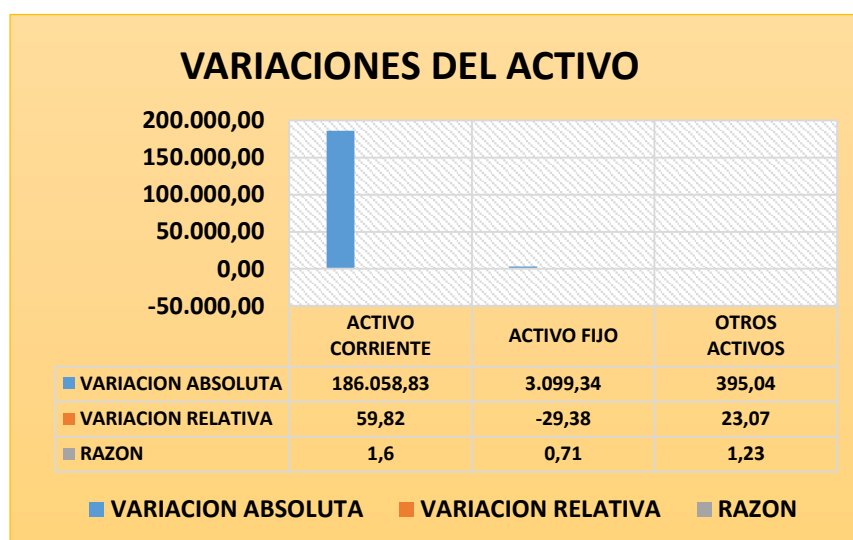 VARIACIONES DEL ACTIVO
200.000,00
150.000,00
100.000,00
50.000,00
0,00
-50.000,00
ACTIVO CORRIENTE ACTIVO FIJO OTROS ACTIVOS
VARIACION ABSOLUTA 186.058,83 3.099,34 395,04
VARIACION RELATIVA 59,82 -29,38 23,07
RAZON 1,6 0,71 1,23
VARIACION ABSOLUTA VARIACION RELATIVA RAZON